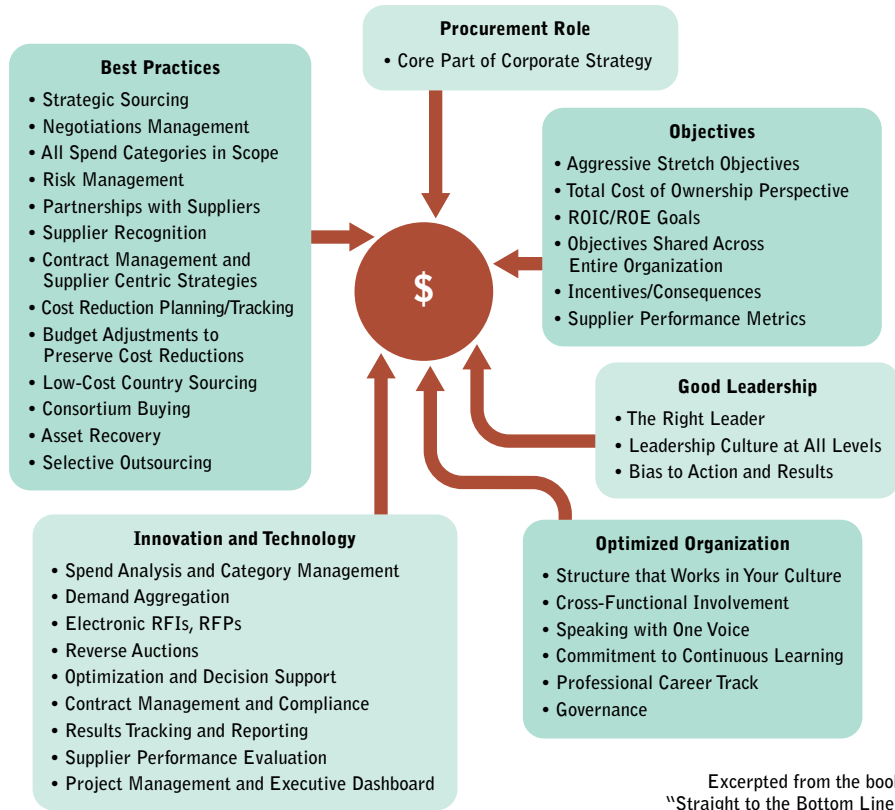 Procurement Role
• Core Part of Corporate Strategy
Best Practices
• Strategic Sourcing
• Negotiations Management
• All Spend Categories in Scope
• Risk Management
• Partnerships with Suppliers
• Supplier Recognition
• Contract Management and
Supplier Centric Strategies
• Cost Reduction Planning/Tracking
• Budget Adjustments to
Preserve Cost Reductions
• Low-Cost Country Sourcing
• Consortium Buying
• Asset Recovery
• Selective Outsourcing
Objectives
• Aggressive Stretch Objectives
• Total Cost of Ownership Perspective
• ROIC/ROE Goals
• Objectives Shared Across
Entire Organization
• Incentives/Consequences
• Supplier Performance Metrics
$
Good Leadership
• The Right Leader
• Leadership Culture at All Levels
• Bias to Action and Results
Innovation and Technology
• Spend Analysis and Category Management
• Demand Aggregation
• Electronic RFIs, RFPs
• Reverse Auctions
• Optimization and Decision Support
• Contract Management and Compliance
• Results Tracking and Reporting
• Supplier Performance Evaluation
• Project Management and Executive Dashboard
Optimized Organization
• Structure that Works in Your Culture
• Cross-Functional Involvement
• Speaking with One Voice
• Commitment to Continuous Learning
• Professional Career Track
• Governance
Excerpted from the book
"Straight to the Bottom Line